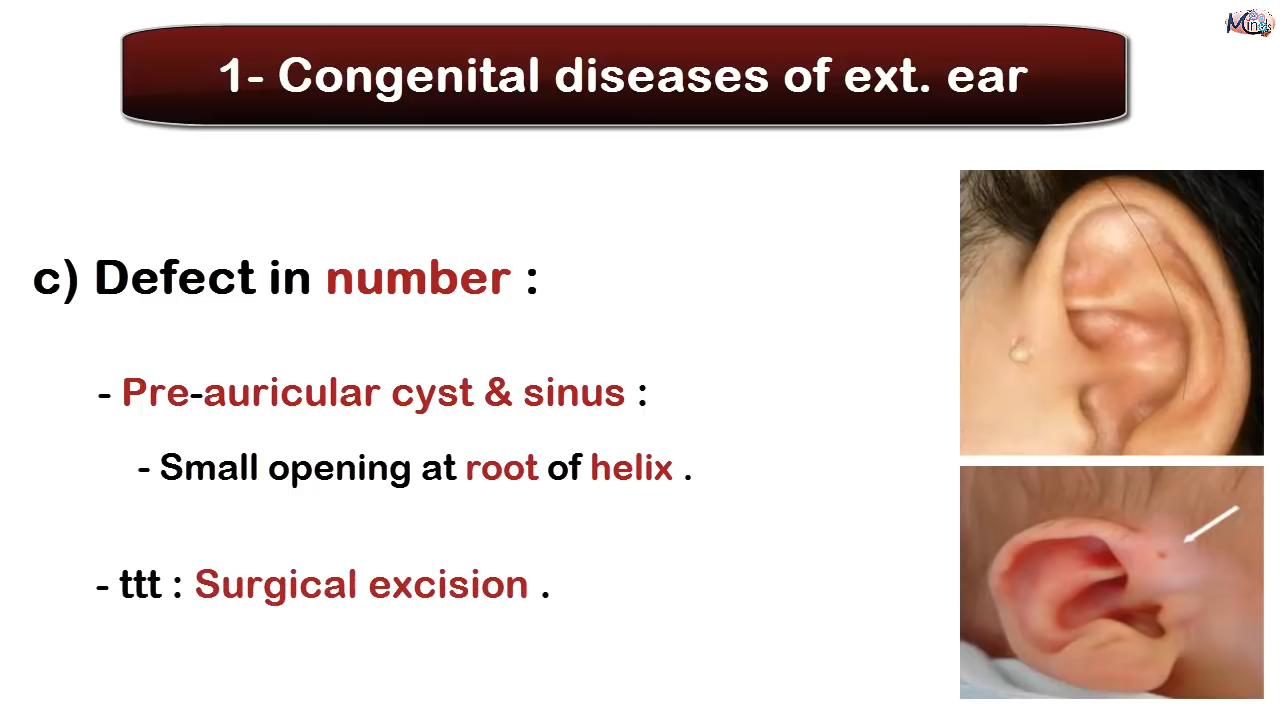 Minds
1- Congenital diseases of ext. ear
c) Defect in number :
- Pre-auricular cyst & sinus :
- Small opening at root of helix .
- ttt : Surgical excision .